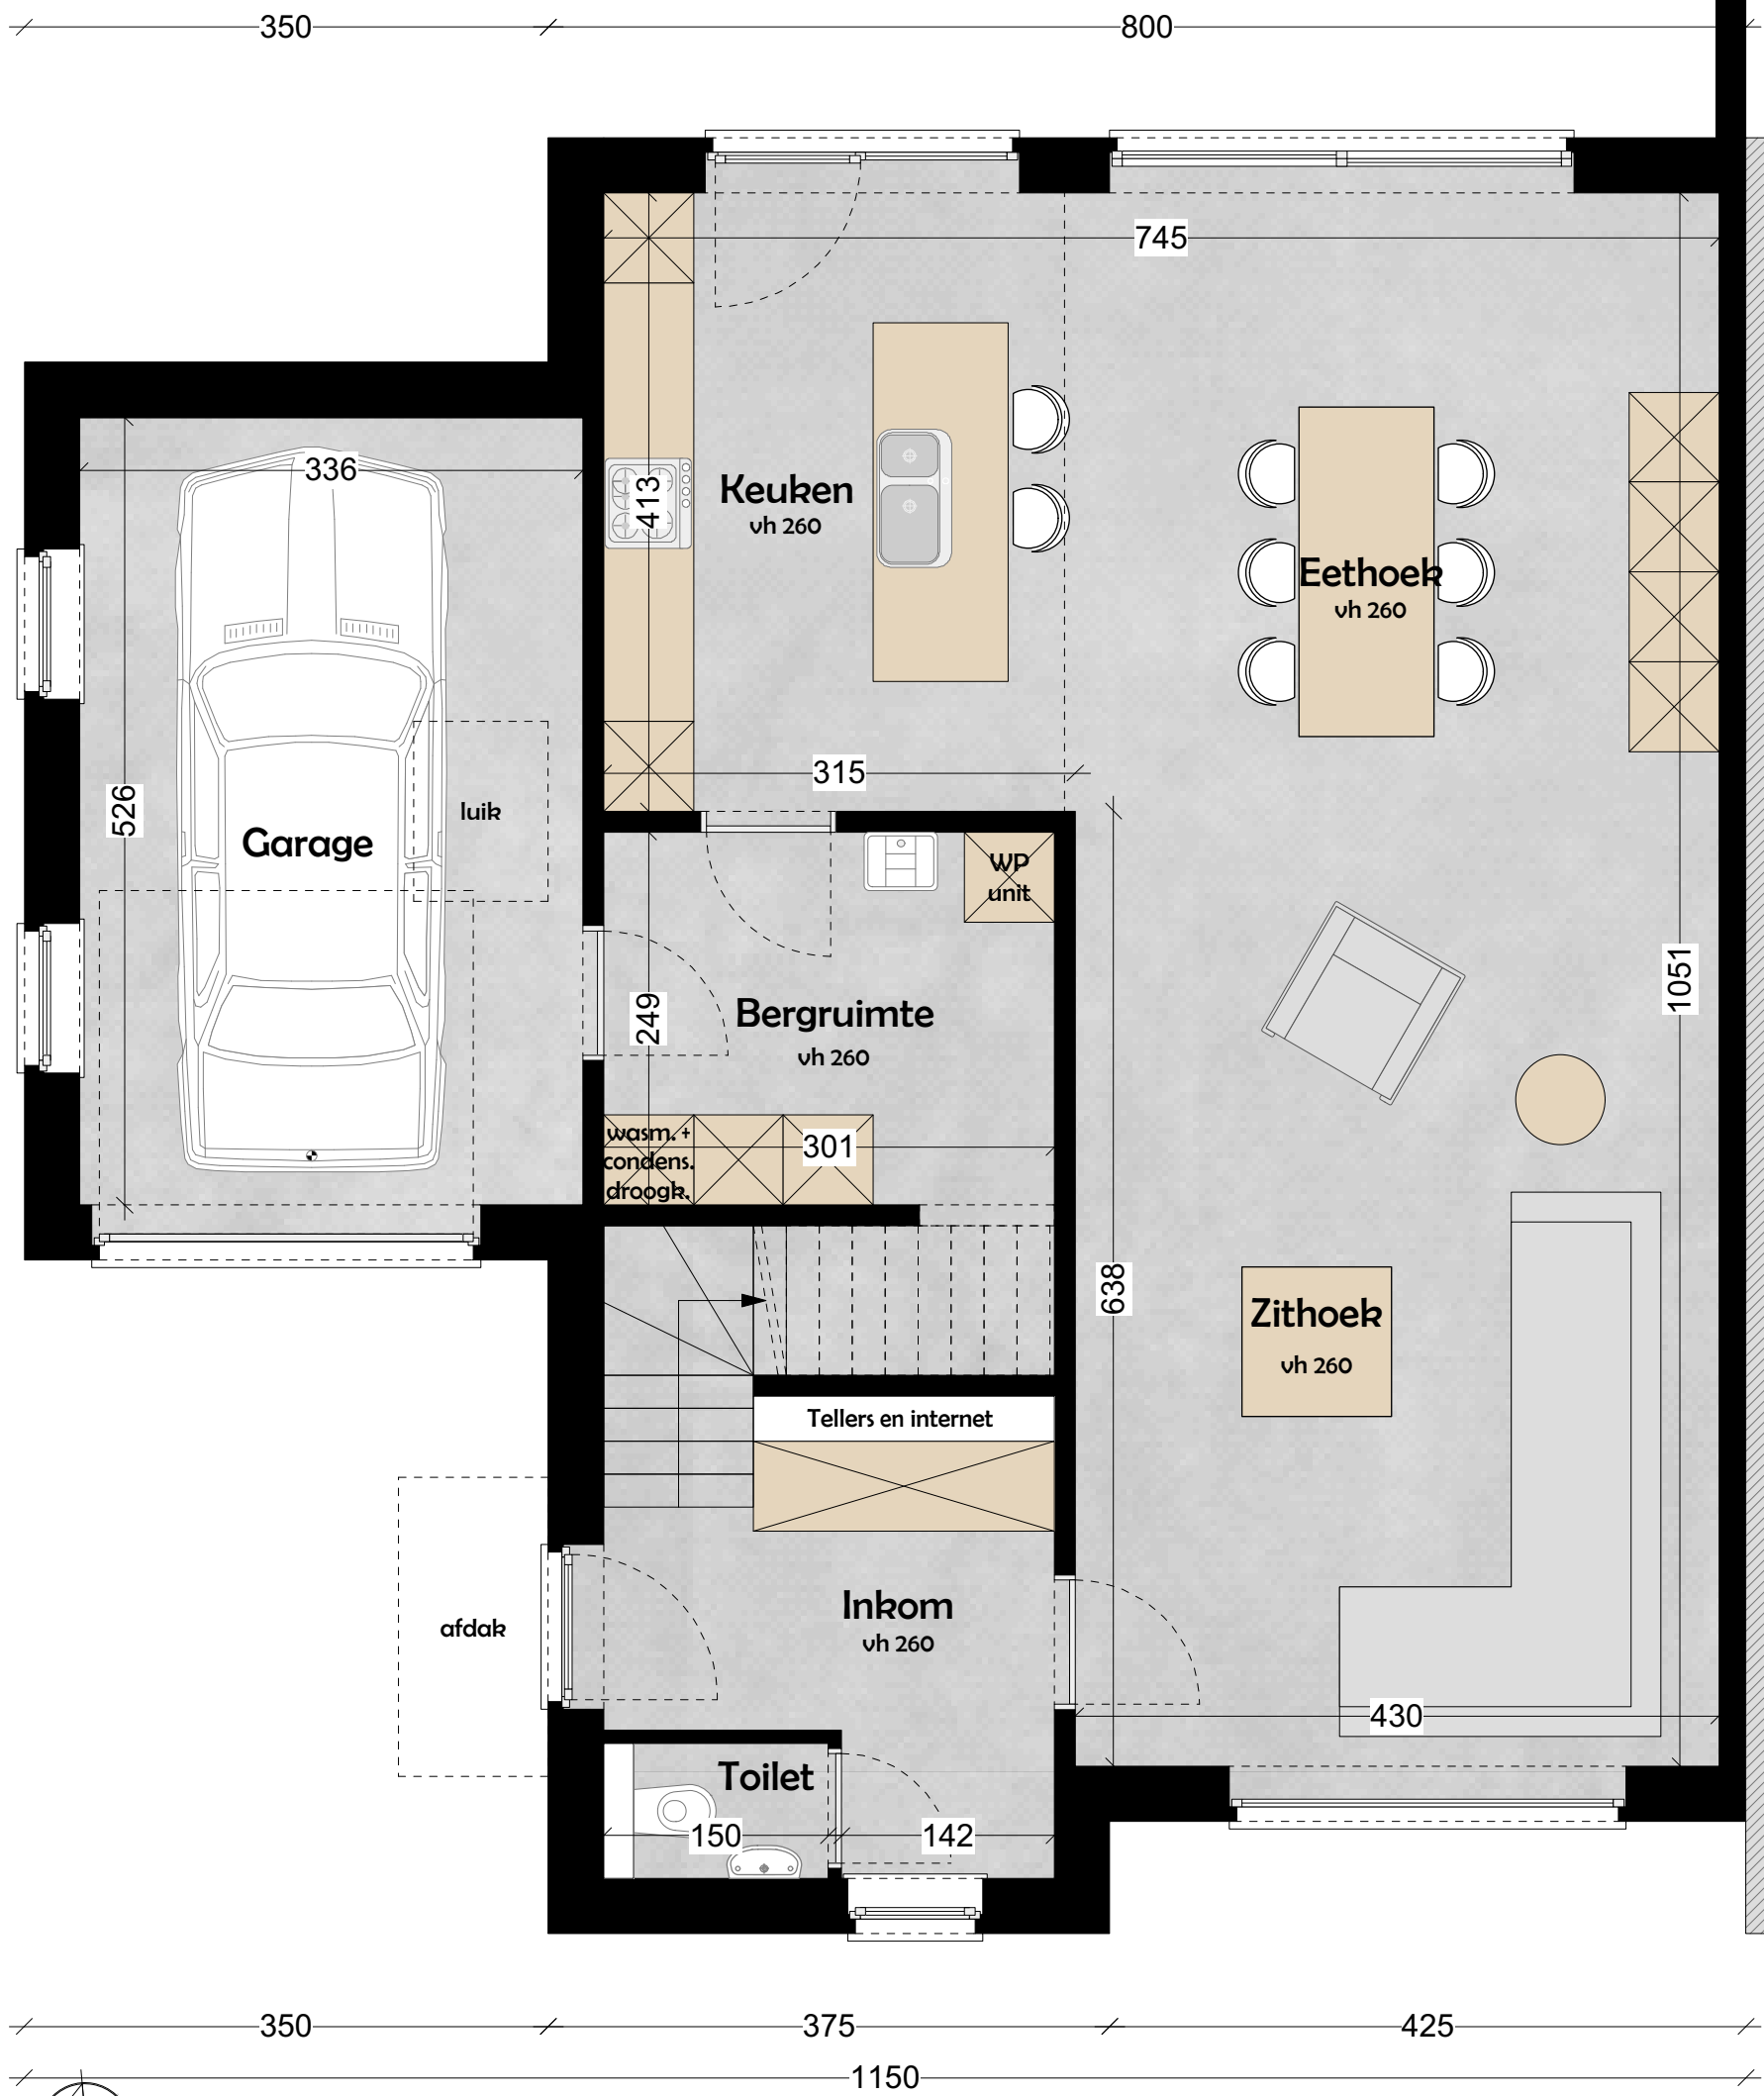 350
800
745
336
413
Keuken
vh 260
Eethoek
vh 260
315
526
luik
Garage
WP
unit
249
Bergruimte
vh 260
1051
wasm. +
condens.
droogk.
301
638
Zithoek
vh 260
Tellers en internet
Inkom
vh 260
afdak
430
Toilet
150
142
350
375
425
1150